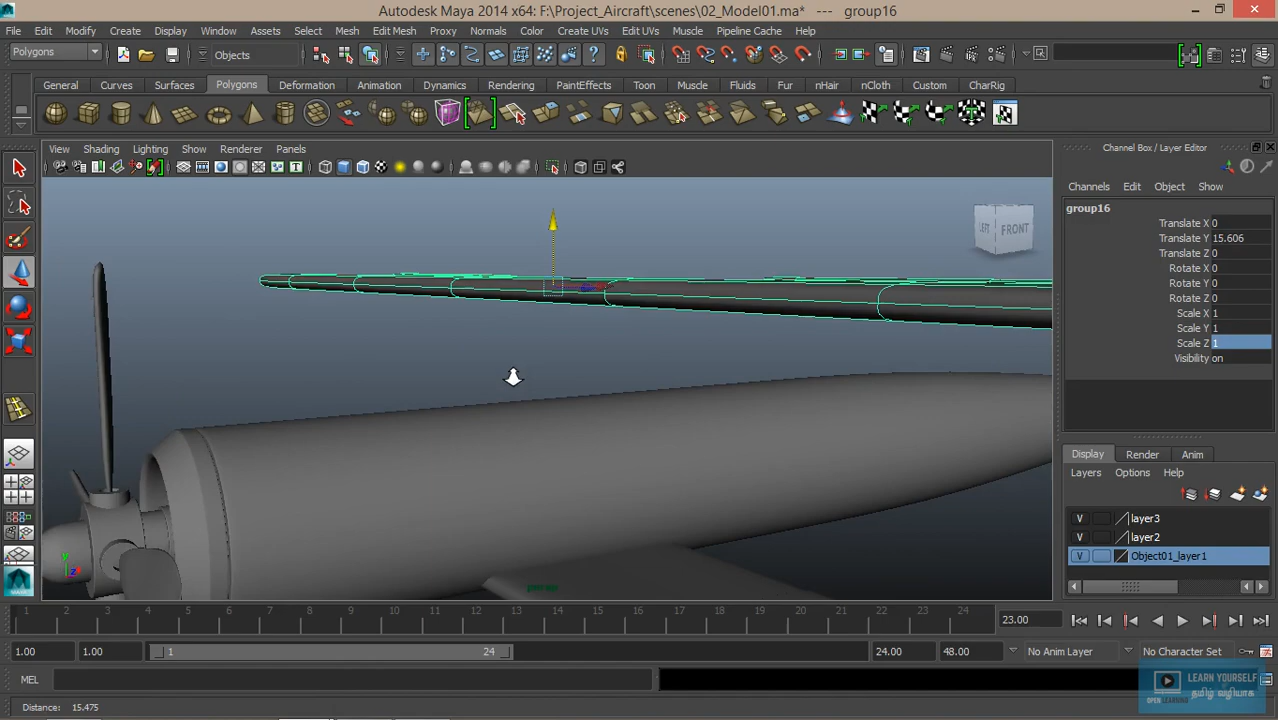 Autodesk Maya 2014 x64: F:\Project_Aircraft\scenes\02_Model01.ma* --- group16
File Edit Modify Create Display Window Assets Select Mesh Edit Mesh Proxy Normals Color Create UVs Edit UVs Muscle Pipeline Cache Help
Polygons Objects
General Curves Surfaces Polygons Deformation Animation Dynamics Rendering PaintEffects Toon Muscle Fluids Fur nHair nCloth Custom CharRig
View Shading Lighting Show Renderer Panels
Channel Box / Layer Editor
Channels Edit Object Show
group16
Translate X 0
Translate Y 15.606
Translate Z 0
Rotate X 0
Rotate Y 0
Rotate Z 0
Scale X 1
Scale Y 1
Scale Z 1
Visibility on
LEFT FRONT
Display Render Anim
Layers Options Help
V layer3
V layer2
V Object01_layer1
y
z
1 2 3 4 5 6 7 8 9 10 11 12 13 14 15 16 17 18 19 20 21 22 23 24
23.00
1.00 1.00 1 24 24.00 48.00 No Anim Layer No Character Set
MEL
LEARN YOURSELF
தமிழ் வழியாக
OPEN LEARNING
Distance: 15.475